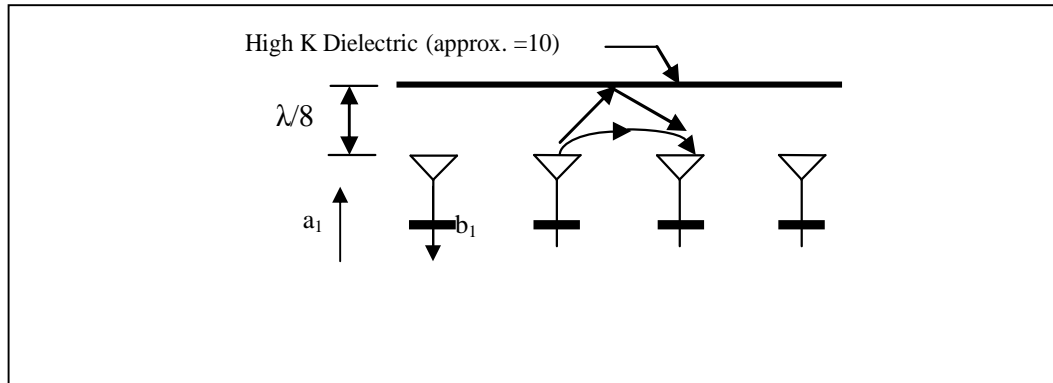 High K Dielectric (approx. =10)
λ/8
a₁
b₁